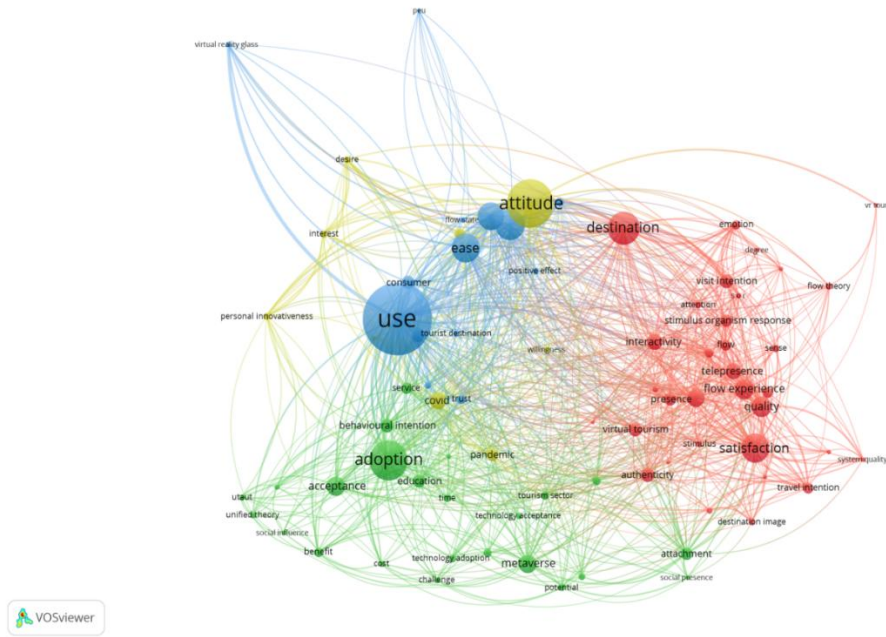 peu
virtual reality glass
desire
attitude
vr tour
flow state
destination
emotion
interest
ease
degree
positive effect
consumer
visit intention
flow theory
s o r
attention
personal innovativeness
use
stimulus organism response
tourist destination
interactivity
flow
sense
willingness
telepresence
service
flow experience
covid
trust
presence
quality
behavioural intention
virtual tourism
stimulus
satisfaction
pandemic
adoption
system quality
authenticity
education
acceptance
travel intention
utaut
time
tourism sector
unified theory
technology acceptance
destination image
social influence
benefit
technology adoption
attachment
cost
metaverse
challenge
social presence
potential
VOSviewer